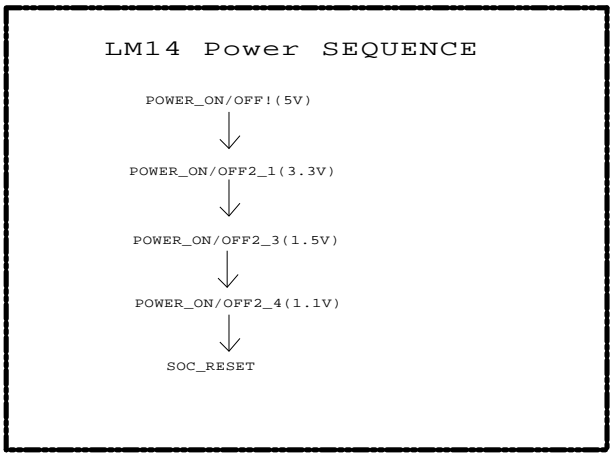 LM14 Power SEQUENCE
POWER_ON/OFF!(5V)
POWER_ON/OFF2_1(3.3V)
POWER_ON/OFF2_3(1.5V)
POWER_ON/OFF2_4(1.1V)
SOC_RESET